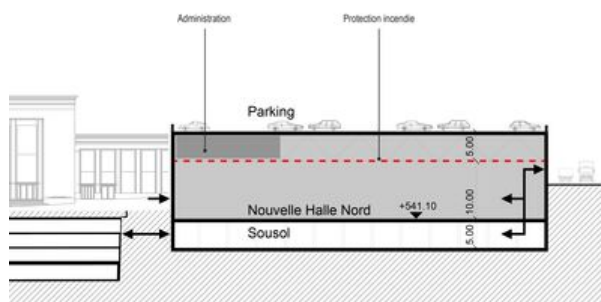 Administration
Protection incendie
Parking
5.00
10.00
Nouvelle Halle Nord
+541.10
Sousol
5.00